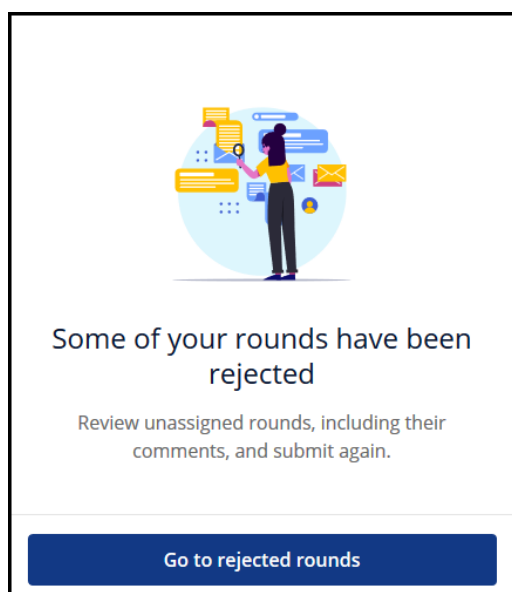 Some of your rounds have been
rejected
Review unassigned rounds, including their
comments, and submit again.
Go to rejected rounds